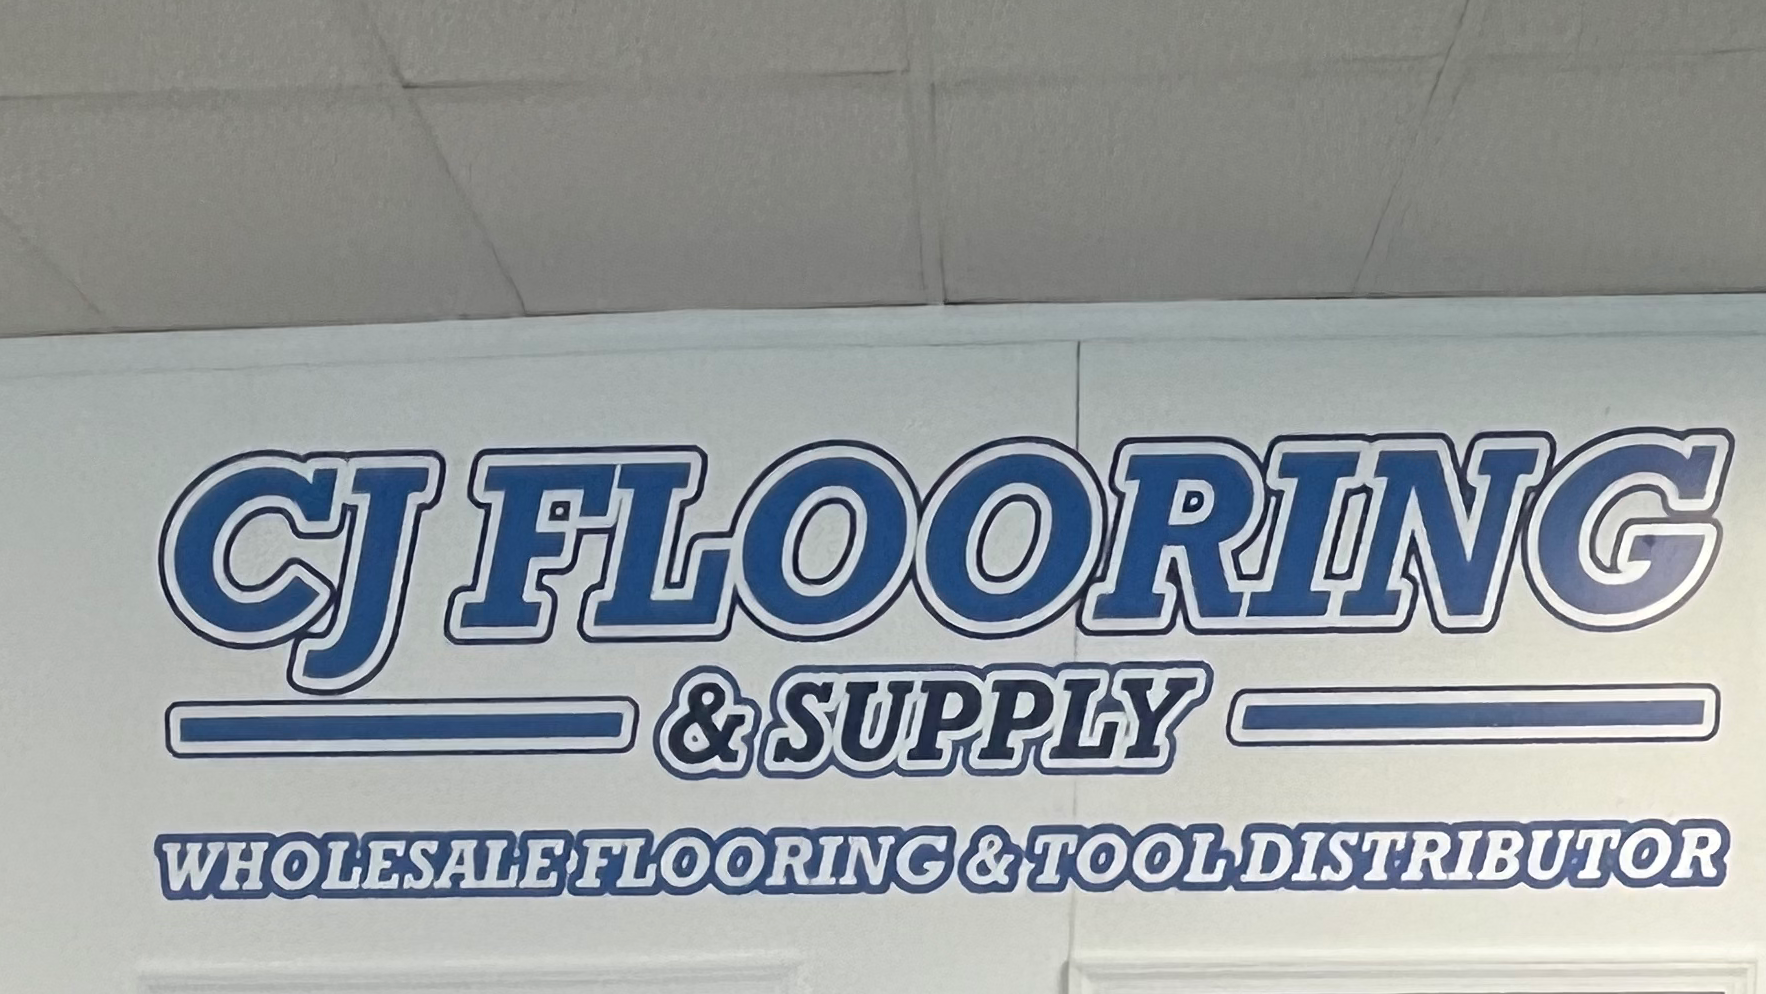 CJ FLOORING
& SUPPLY
WHOLESALE FLOORING & TOOL DISTRIBUTOR